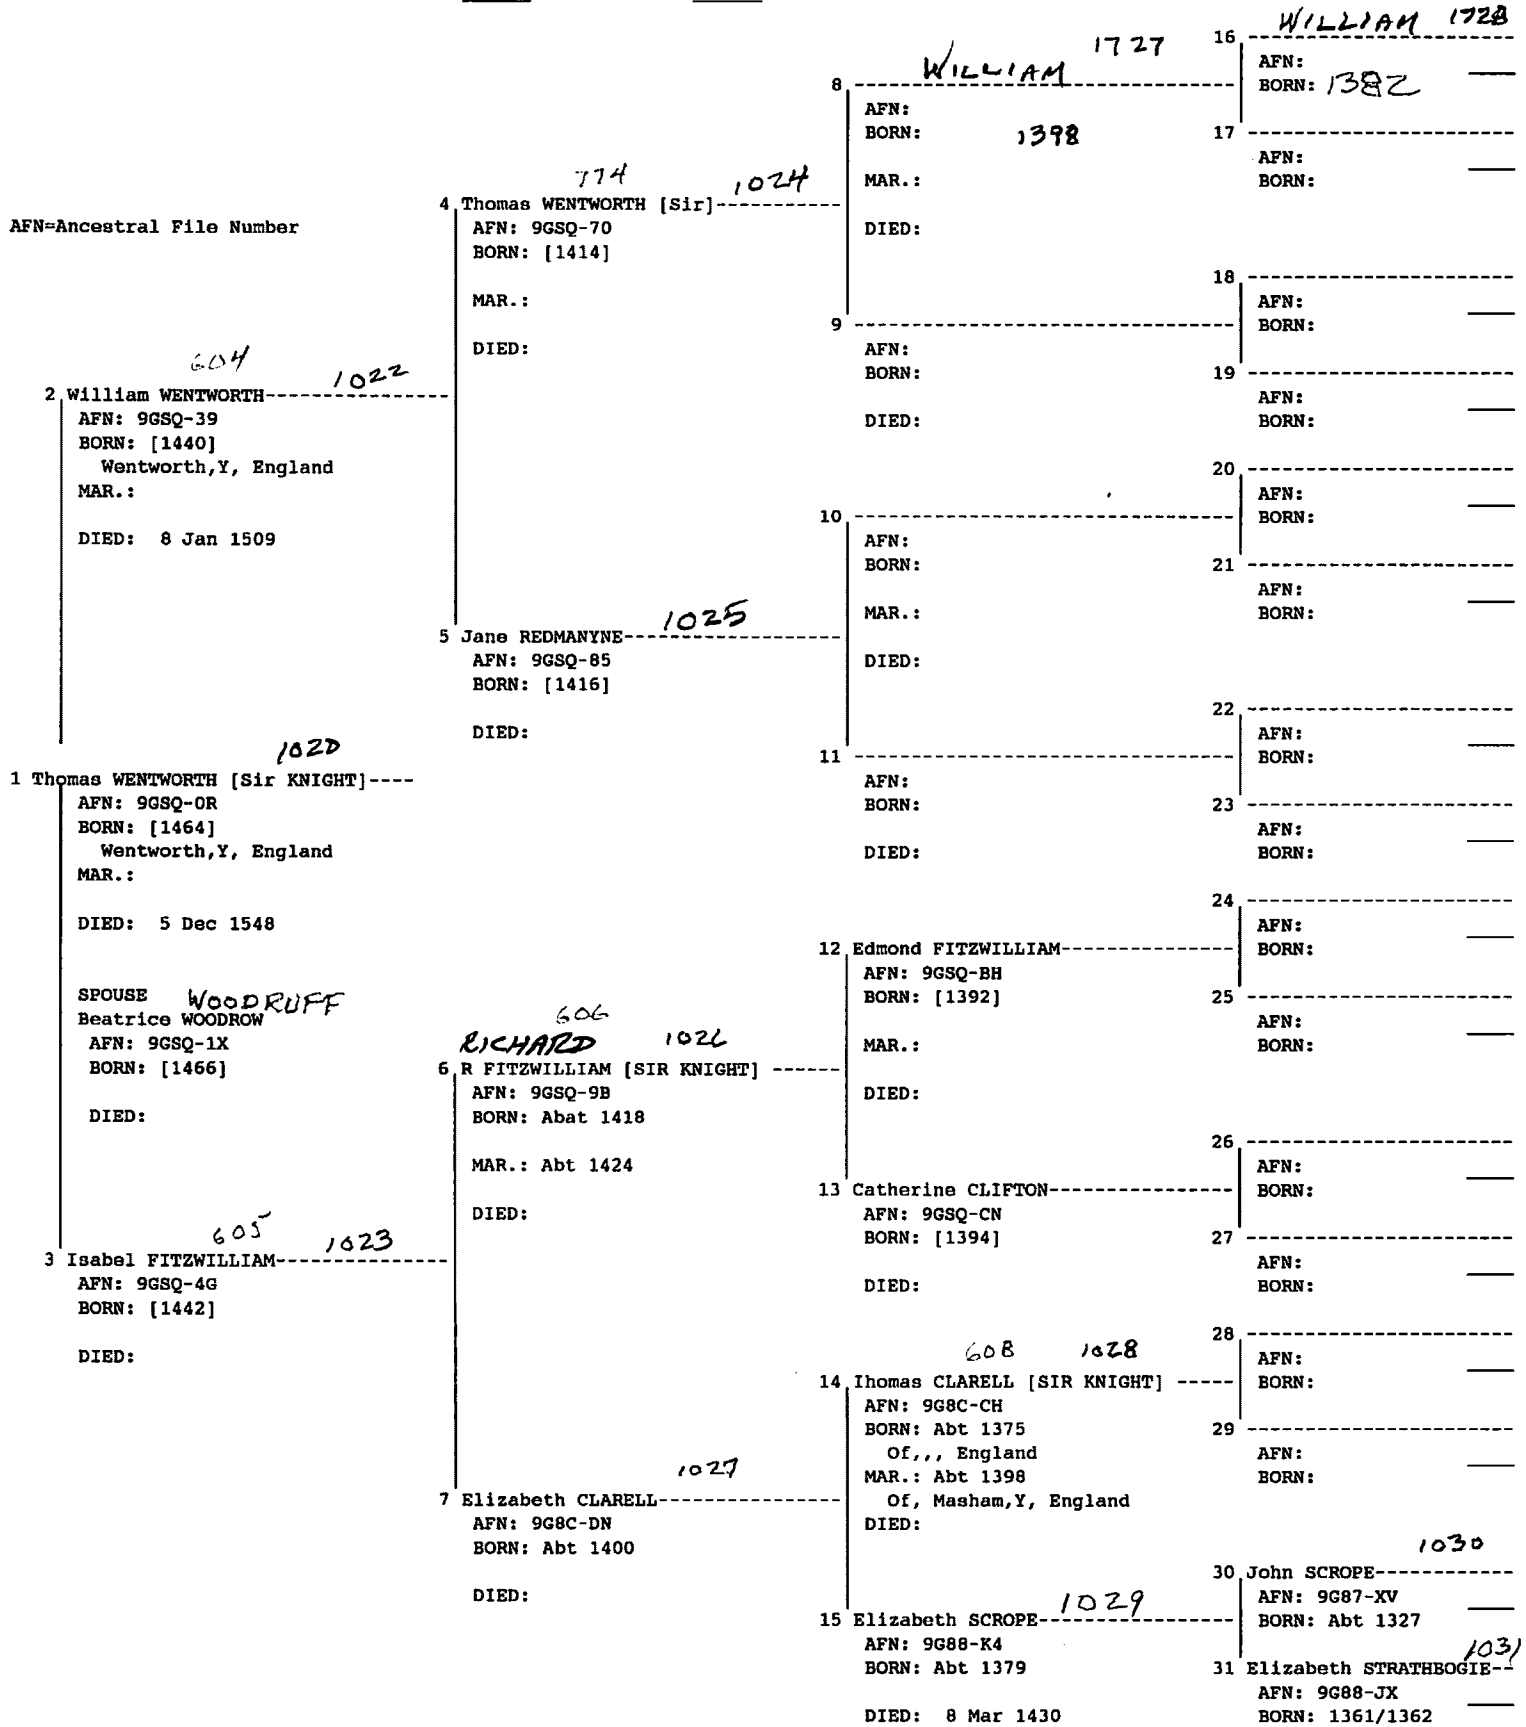 AFN=Ancestral File Number
1020
1 Thomas WENTWORTH [Sir KNIGHT]----
AFN: 9GSQ-0R
BORN: [1464]
Wentworth,Y, England
MAR.:
DIED: 5 Dec 1548
SPOUSE WOODRUFF
Beatrice WOODROW
AFN: 9GSQ-1X
BORN: [1466]
DIED:
604 1022
2 William WENTWORTH-------------
AFN: 9GSQ-39
BORN: [1440]
Wentworth,Y, England
MAR.:
DIED: 8 Jan 1509
605 1023
3 Isabel FITZWILLIAM------------
AFN: 9GSQ-4G
BORN: [1442]
DIED:
774 1024
4 Thomas WENTWORTH [Sir]-----------
AFN: 9GSQ-70
BORN: [1414]
MAR.:
DIED:
1025
5 Jane REDMANYNE------------------
AFN: 9GSQ-85
BORN: [1416]
DIED:
606
RICHARD 1026
6 R FITZWILLIAM [SIR KNIGHT] ------
AFN: 9GSQ-9B
BORN: Abat 1418
MAR.: Abt 1424
DIED:
1027
7 Elizabeth CLARELL---------------
AFN: 9G8C-DN
BORN: Abt 1400
DIED:
WILLIAM 1727
8 --------------------------------
AFN:
BORN: 1398
MAR.:
DIED:
9 --------------------------------
AFN:
BORN:
DIED:
10 --------------------------------
AFN:
BORN:
MAR.:
DIED:
11 --------------------------------
AFN:
BORN:
DIED:
12 Edmond FITZWILLIAM--------------
AFN: 9GSQ-BH
BORN: [1392]
MAR.:
DIED:
13 Catherine CLIFTON---------------
AFN: 9GSQ-CN
BORN: [1394]
DIED:
608 1028
14 Ihomas CLARELL [SIR KNIGHT] -----
AFN: 9G8C-CH
BORN: Abt 1375
Of,,, England
MAR.: Abt 1398
Of, Masham,Y, England
DIED:
1029
15 Elizabeth SCROPE----------------
AFN: 9G88-K4
BORN: Abt 1379
DIED: 8 Mar 1430
WILLIAM 1728
16 ----------------------
AFN:
BORN: 1382
17 ----------------------
AFN:
BORN:
18 ----------------------
AFN:
BORN:
19 ----------------------
AFN:
BORN:
20 ----------------------
AFN:
BORN:
21 ----------------------
AFN:
BORN:
22 ----------------------
AFN:
BORN:
23 ----------------------
AFN:
BORN:
24 ----------------------
AFN:
BORN:
25 ----------------------
AFN:
BORN:
26 ----------------------
AFN:
BORN:
27 ----------------------
AFN:
BORN:
28 ----------------------
AFN:
BORN:
29 ----------------------
AFN:
BORN:
1030
30 John SCROPE-----------
AFN: 9G87-XV
BORN: Abt 1327
1031
31 Elizabeth STRATHBOGIE--
AFN: 9G88-JX
BORN: 1361/1362